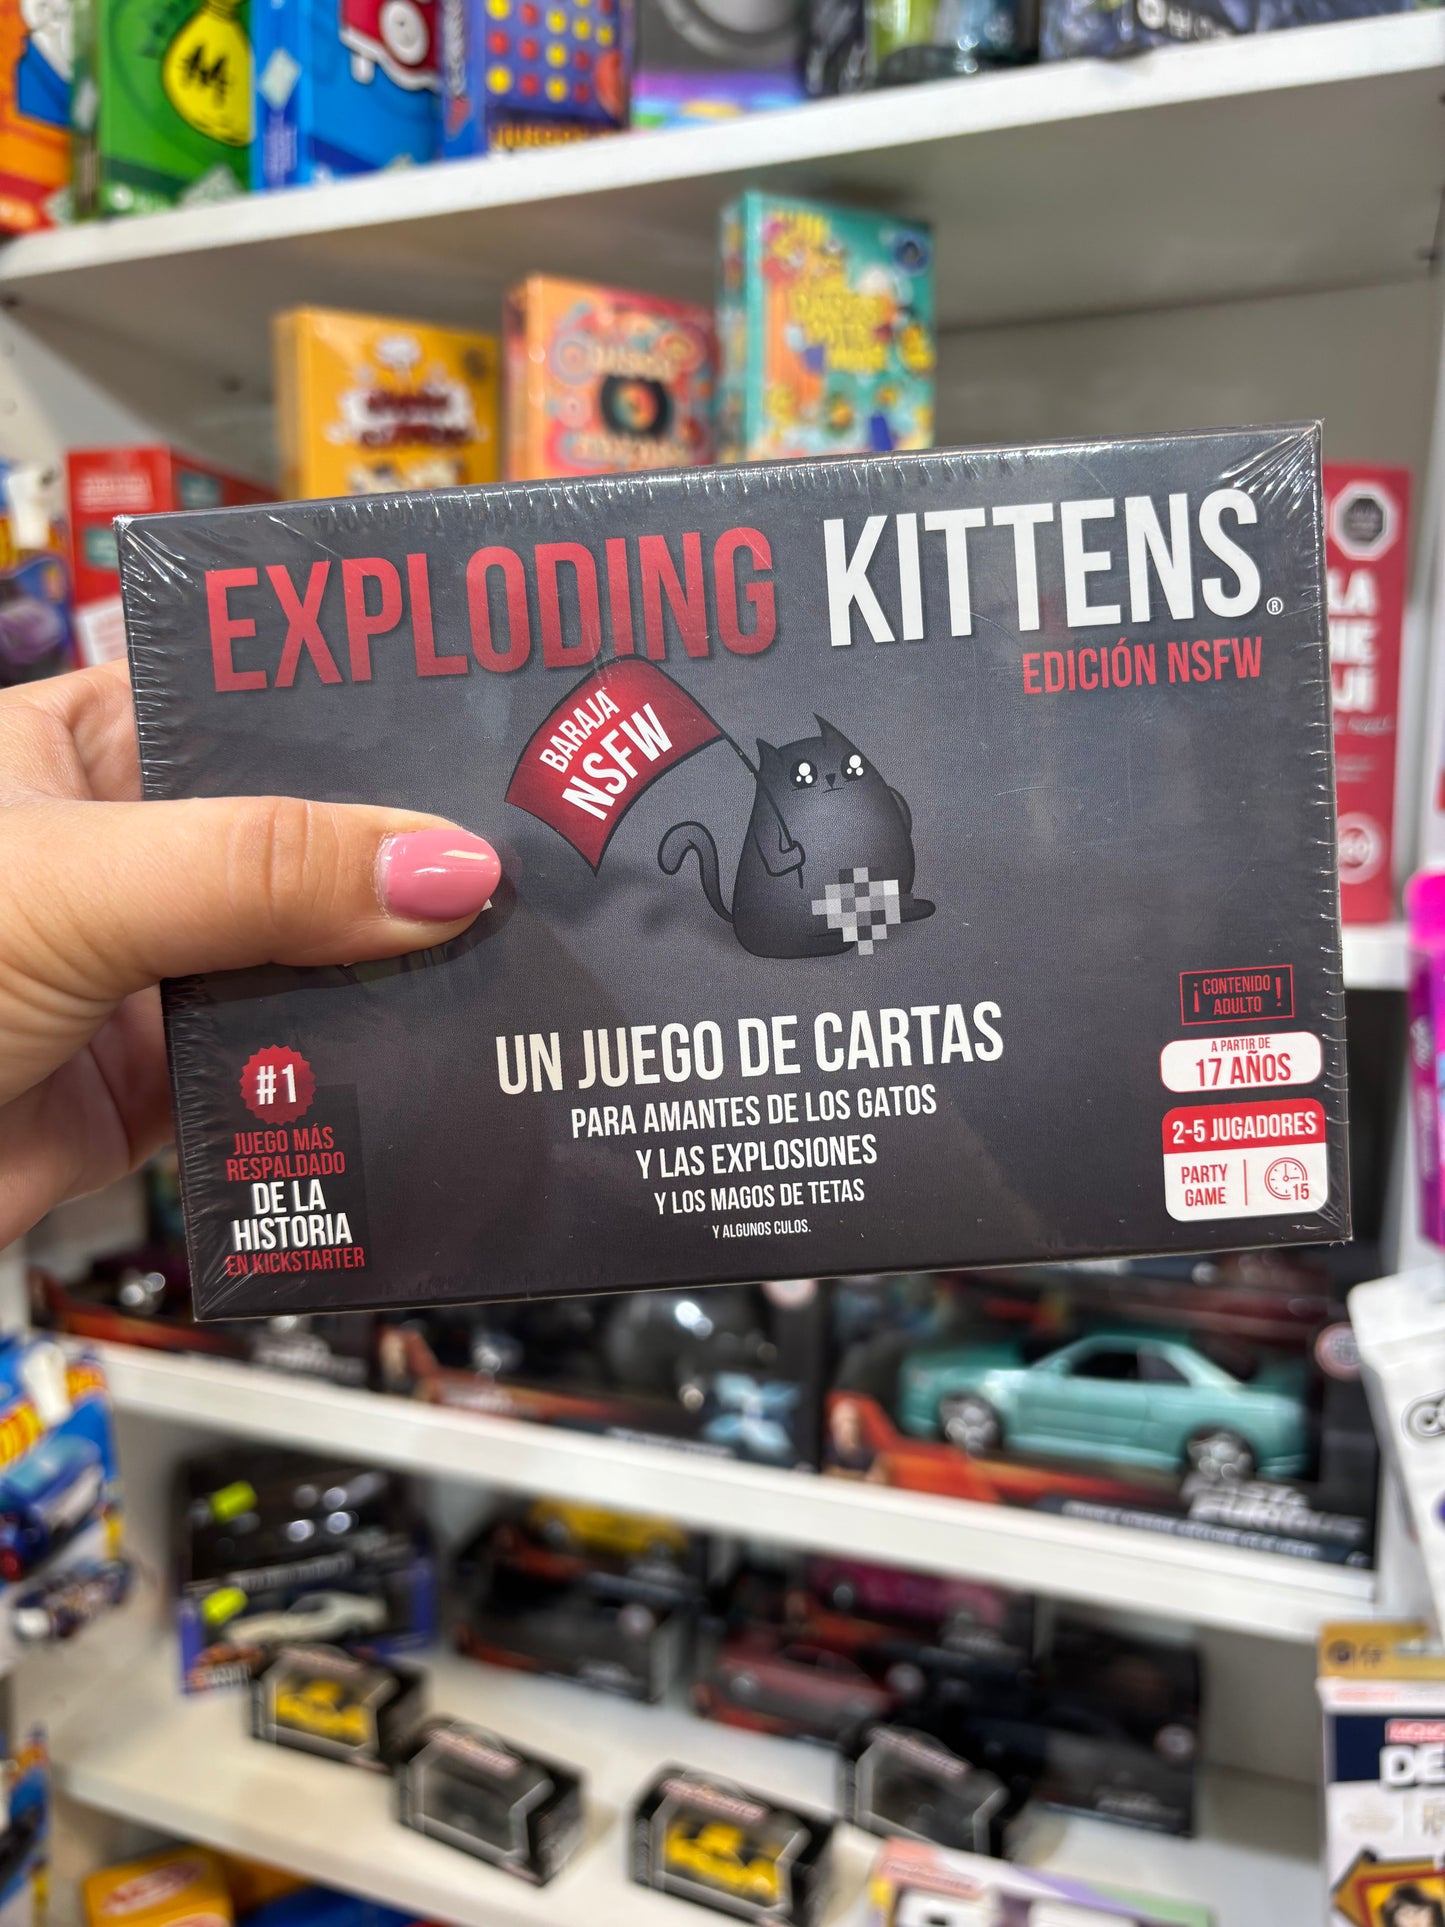 EXPLODING KITTENS®
EDICIÓN NSFW
BARAJA
NSFW
¡CONTENIDO
ADULTO!
A PARTIR DE
17 AÑOS
2-5 JUGADORES
PARTY
GAME
15
UN JUEGO DE CARTAS
PARA AMANTES DE LOS GATOS
Y LAS EXPLOSIONES
Y LOS MAGOS DE TETAS
Y ALGUNOS CULOS.
#1
JUEGO MÁS
RESPALDADO
DE LA
HISTORIA
EN KICKSTARTER